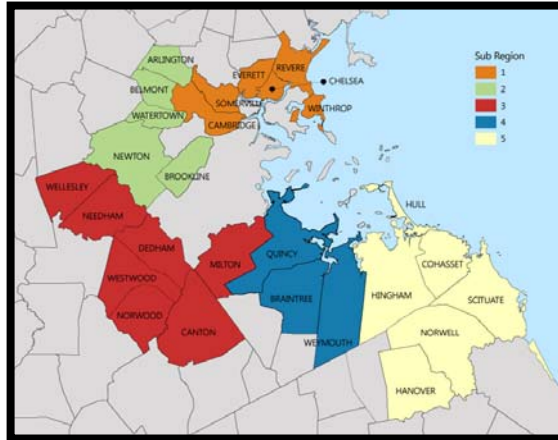 ARLINGTON
REVERE
EVERETT
BELMONT
CHELSEA
SOMERVILLE
WINTHROP
WATERTOWN
CAMBRIDGE
NEWTON
BROOKLINE
WELLESLEY
NEEDHAM
HULL
DEDHAM
MILTON
QUINCY
COHASSET
WESTWOOD
HINGHAM
SCITUATE
BRAINTREE
NORWOOD
CANTON
NORWELL
WEYMOUTH
HANOVER
Sub Region
1
2
3
4
5